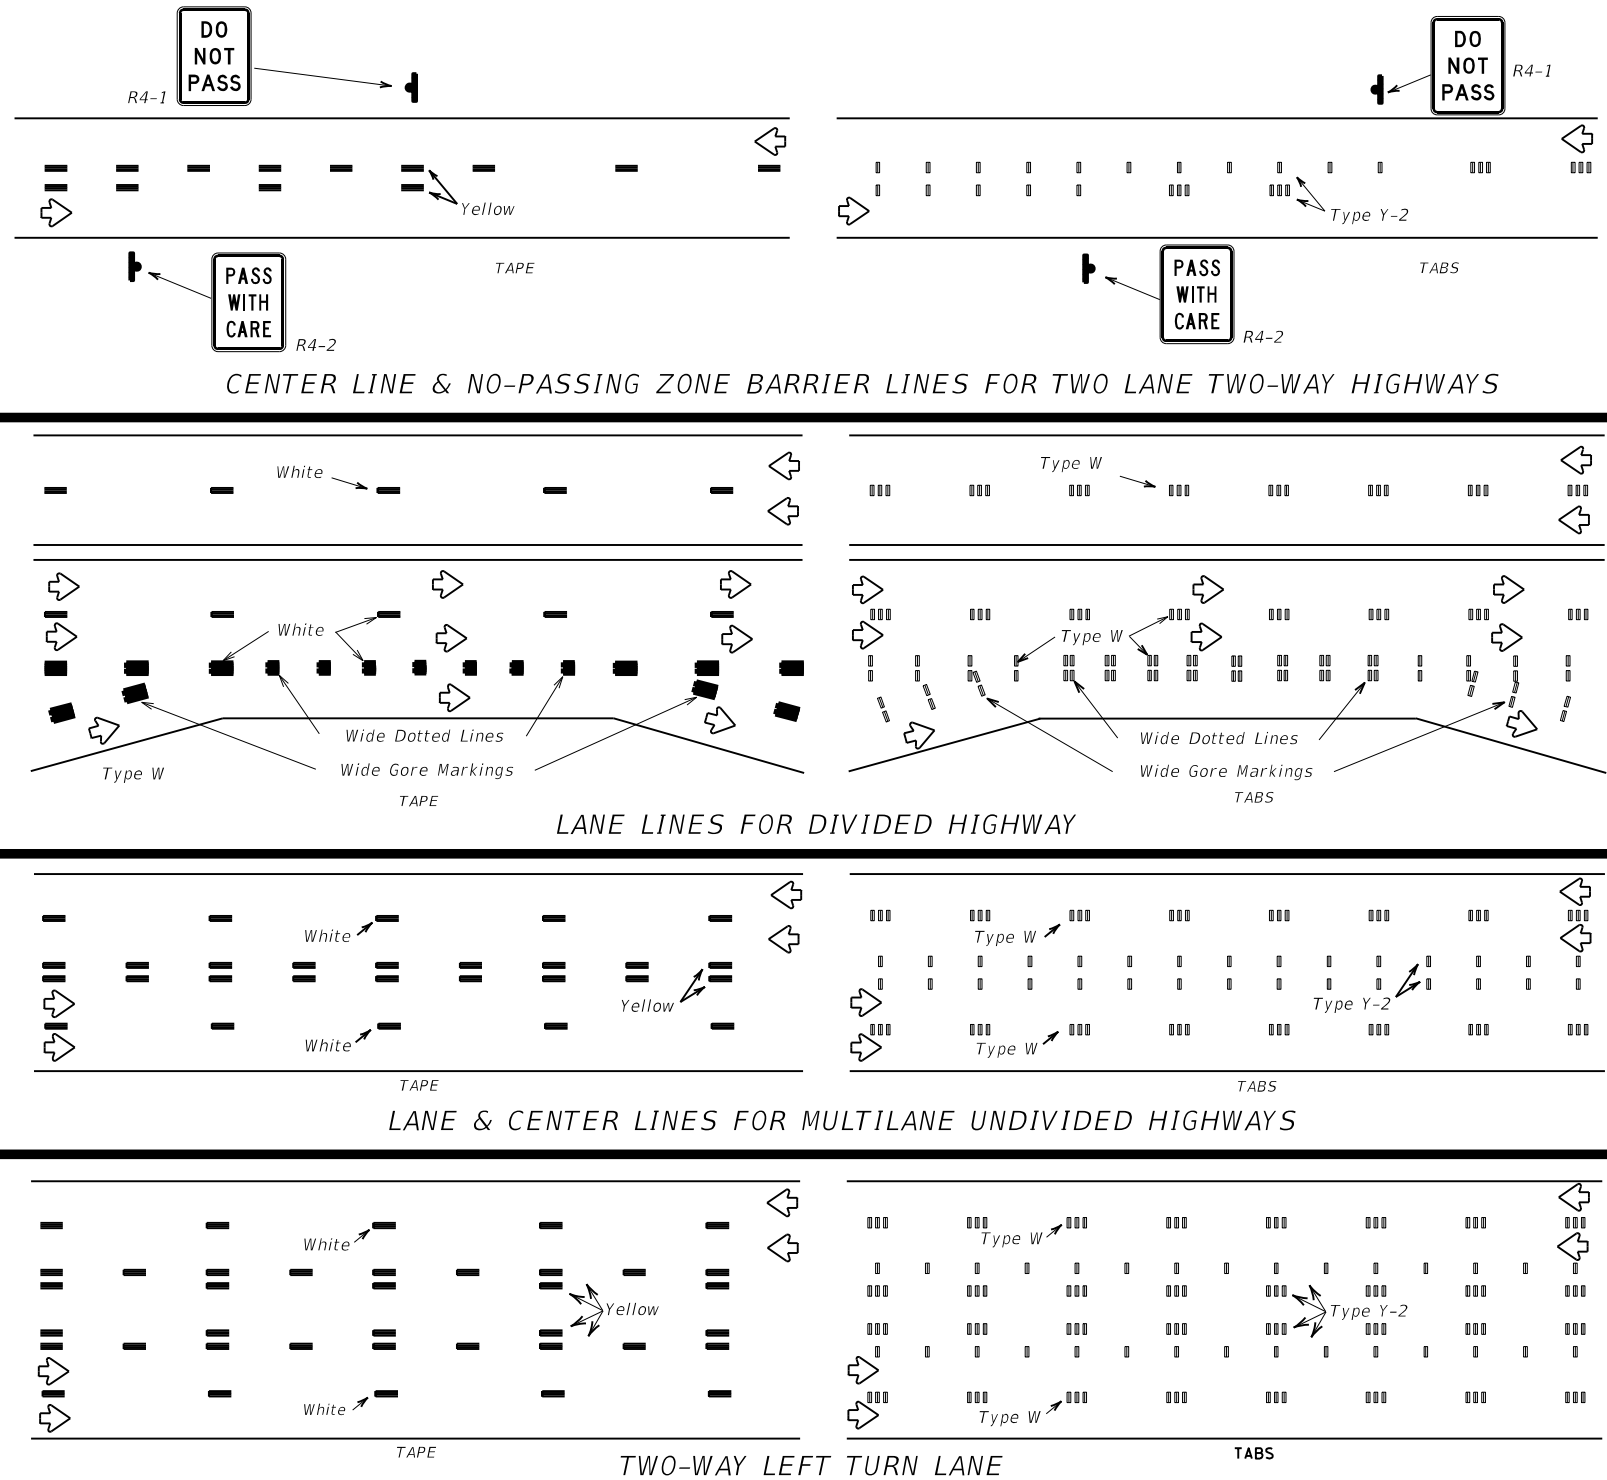 DO
NOT
PASS
R4-1
Yellow
PASS
WITH
CARE
R4-2
TAPE
DO
NOT
PASS
R4-1
Type Y-2
PASS
WITH
CARE
R4-2
TABS
CENTER LINE & NO-PASSING ZONE BARRIER LINES FOR TWO LANE TWO-WAY HIGHWAYS
White
White
Wide Dotted Lines
Wide Gore Markings
Type W
TAPE
Type W
Type W
Wide Dotted Lines
Wide Gore Markings
TABS
LANE LINES FOR DIVIDED HIGHWAY
White
Yellow
White
TAPE
Type W
Type Y-2
Type W
TABS
LANE & CENTER LINES FOR MULTILANE UNDIVIDED HIGHWAYS
White
Yellow
White
TAPE
Type W
Type Y-2
Type W
TABS
TWO-WAY LEFT TURN LANE